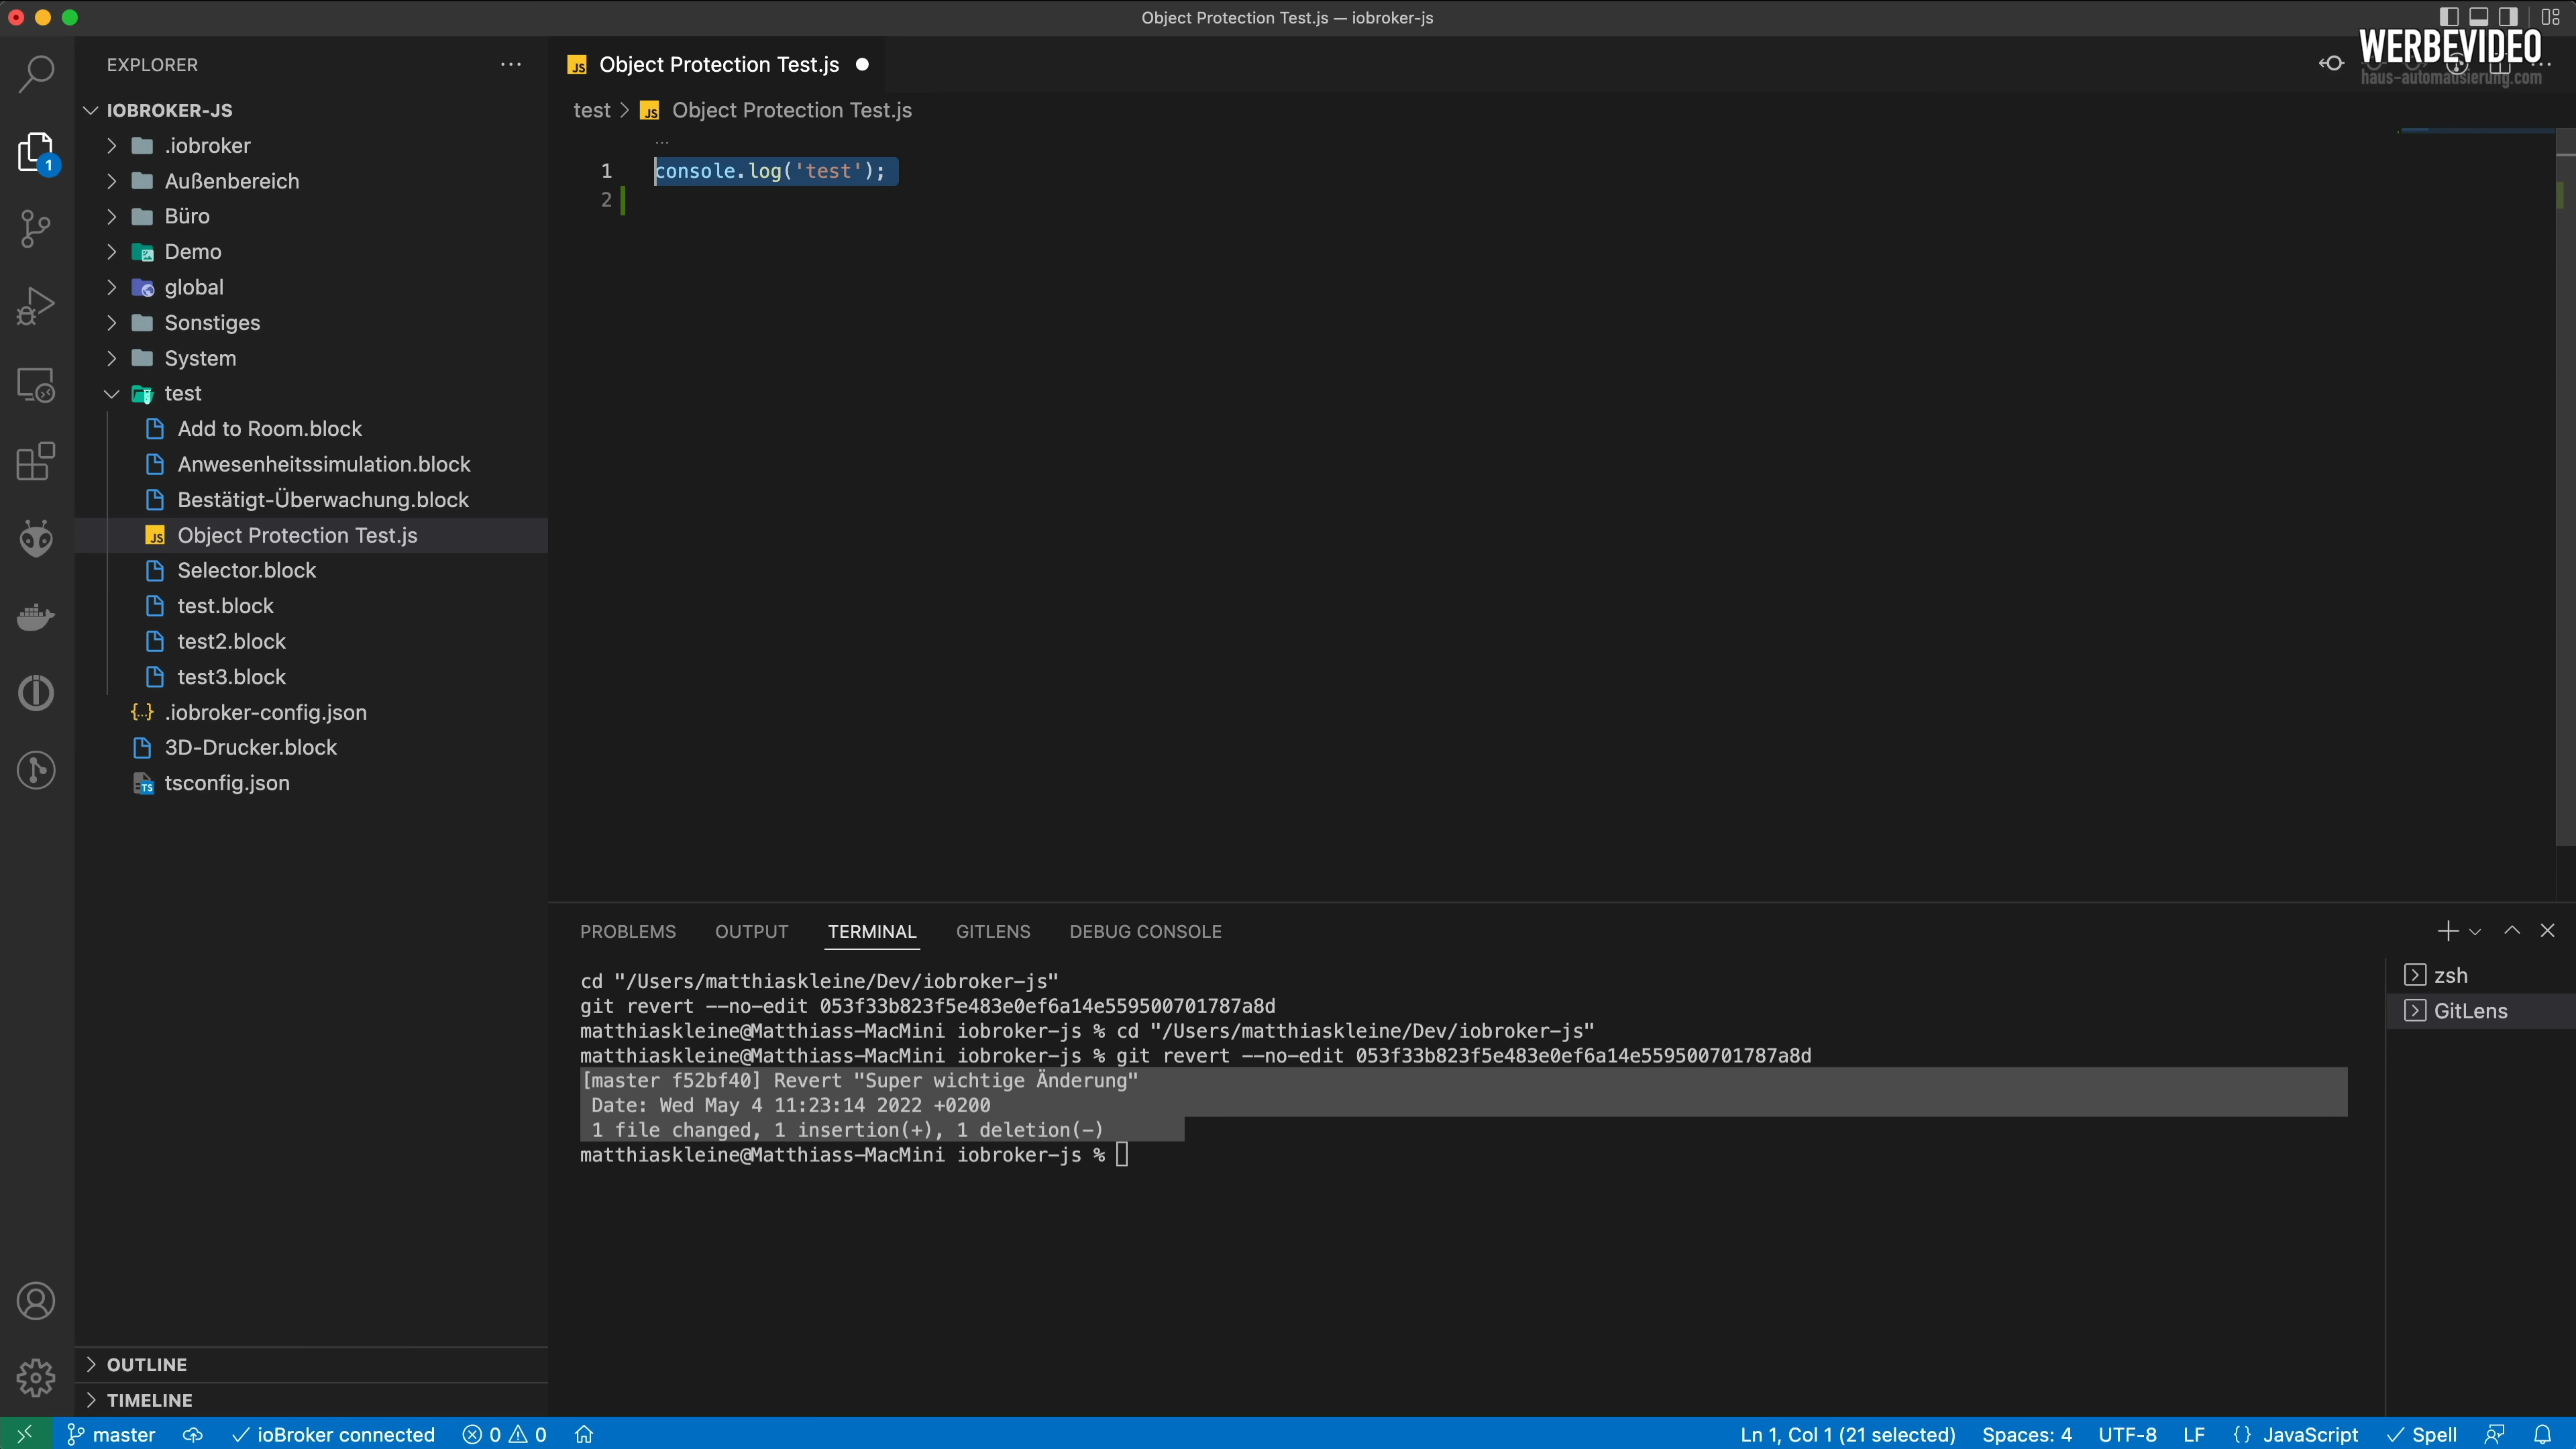 Object Protection Test.js — iobroker-js
WERBEVIDEO
haus-automatisierung.com
EXPLORER
Object Protection Test.js
IOBROKER-JS
test > Object Protection Test.js
.iobroker
Außenbereich
Büro
Demo
global
Sonstiges
System
test
Add to Room.block
Anwesenheitssimulation.block
Bestätigt-Überwachung.block
Object Protection Test.js
Selector.block
test.block
test2.block
test3.block
.iobroker-config.json
3D-Drucker.block
tsconfig.json
1
1 console.log('test');
2
PROBLEMS OUTPUT TERMINAL GITLENS DEBUG CONSOLE
cd "/Users/matthiaskleine/Dev/iobroker-js"
git revert --no-edit 053f33b823f5e483e0ef6a14e559500701787a8d
matthiaskleine@Matthiass-MacMini iobroker-js % cd "/Users/matthiaskleine/Dev/iobroker-js"
matthiaskleine@Matthiass-MacMini iobroker-js % git revert --no-edit 053f33b823f5e483e0ef6a14e559500701787a8d
[master f52bf40] Revert "Super wichtige Änderung"
Date: Wed May 4 11:23:14 2022 +0200
1 file changed, 1 insertion(+), 1 deletion(-)
matthiaskleine@Matthiass-MacMini iobroker-js %
zsh
GitLens
OUTLINE
TIMELINE
master ioBroker connected 0 0 Ln 1, Col 1 (21 selected) Spaces: 4 UTF-8 LF {} JavaScript Spell